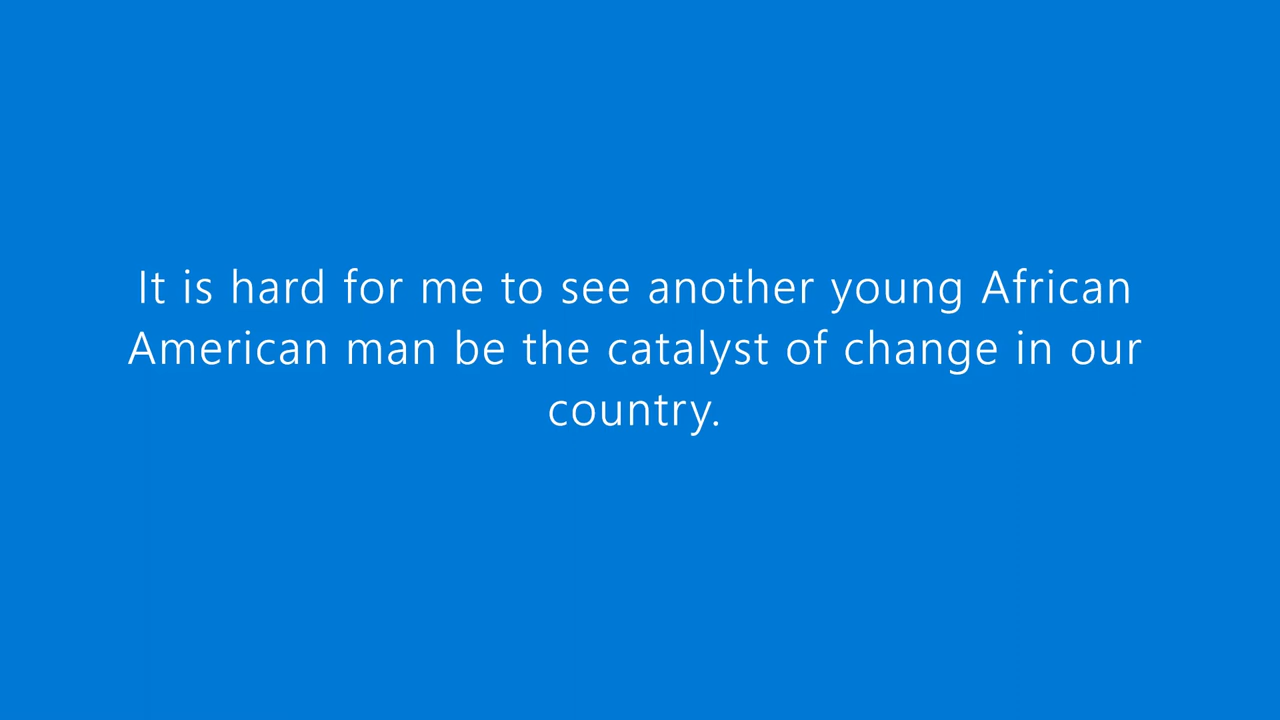 It is hard for me to see another young African
American man be the catalyst of change in our
country.